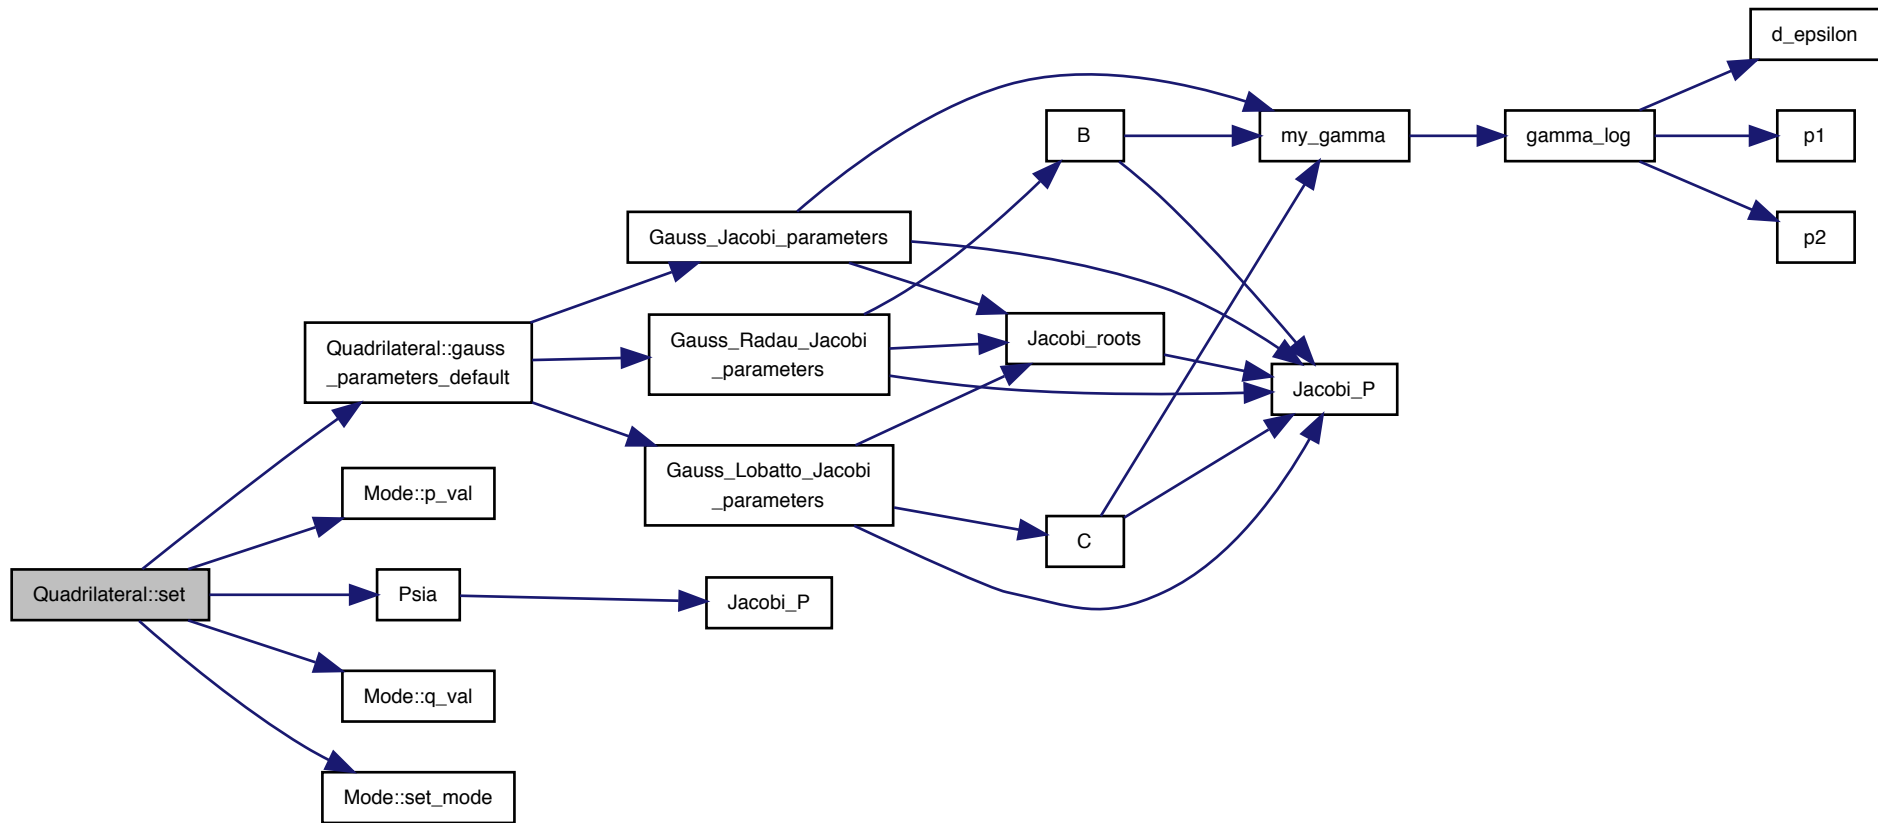 d_epsilon
B
my_gamma
gamma_log
p1
Gauss_Jacobi_parameters
p2
Quadrilateral::gauss
_parameters_default
Gauss_Radau_Jacobi
_parameters
Jacobi_roots
Jacobi_P
Gauss_Lobatto_Jacobi
_parameters
Mode::p_val
C
Quadrilateral::set
Psia
Jacobi_P
Mode::q_val
Mode::set_mode